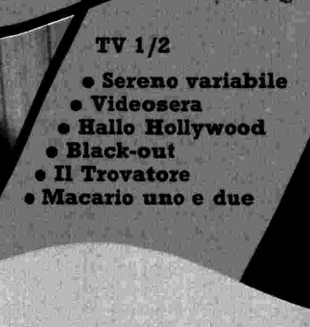 TV 1/2
• Sereno variabile
• Videosera
• Hallo Hollywood
• Black-out
• Il Trovatore
• Macario uno e due